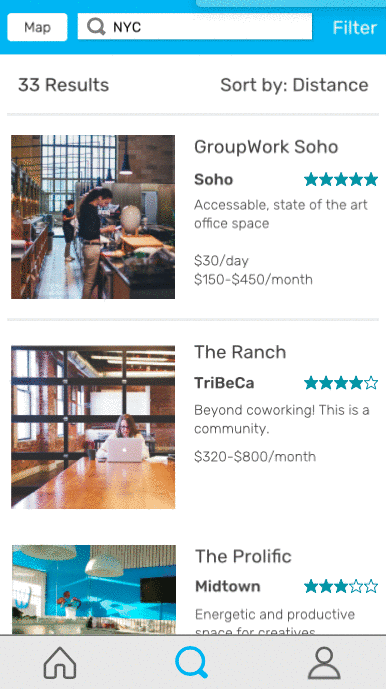 Map
NYC
Filter
33 Results
Sort by: Distance
GroupWork Soho
Soho
Accessable, state of the art
office space
$30/day
$150-$450/month
The Ranch
TriBeCa
Beyond coworking! This is a
community.
$320-$800/month
The Prolific
Midtown
Energetic and productive
space for creatives